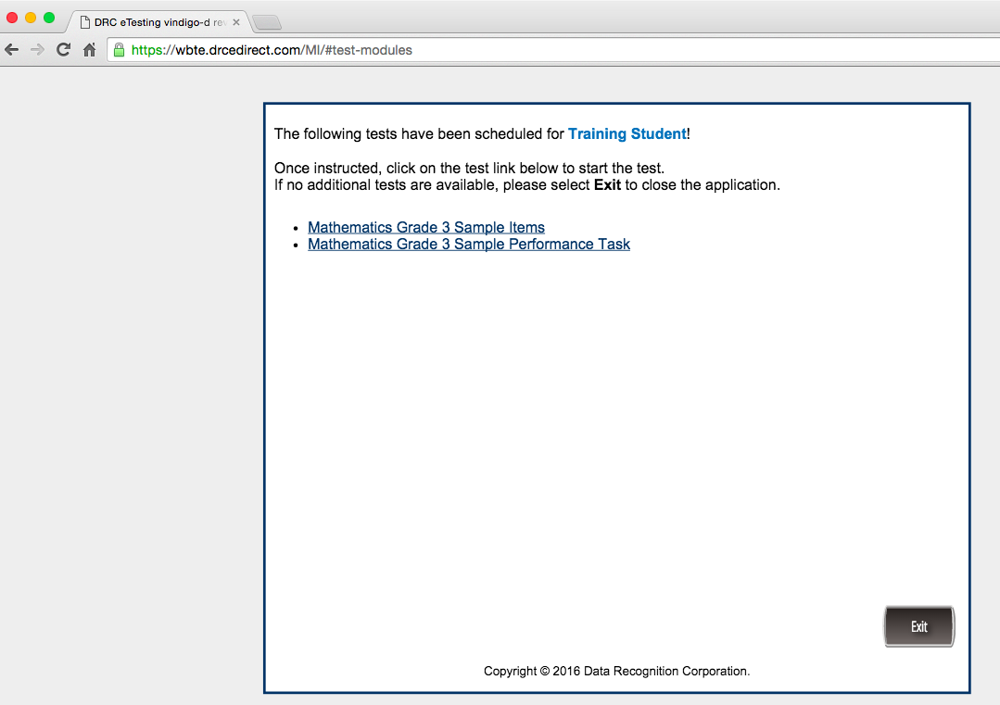 DRC eTesting vindigo-d rev
https://wbte.drcedirect.com/MI/#test-modules
The following tests have been scheduled for Training Student!
Once instructed, click on the test link below to start the test.
If no additional tests are available, please select Exit to close the application.
• Mathematics Grade 3 Sample Items
• Mathematics Grade 3 Sample Performance Task
Exit
Copyright © 2016 Data Recognition Corporation.